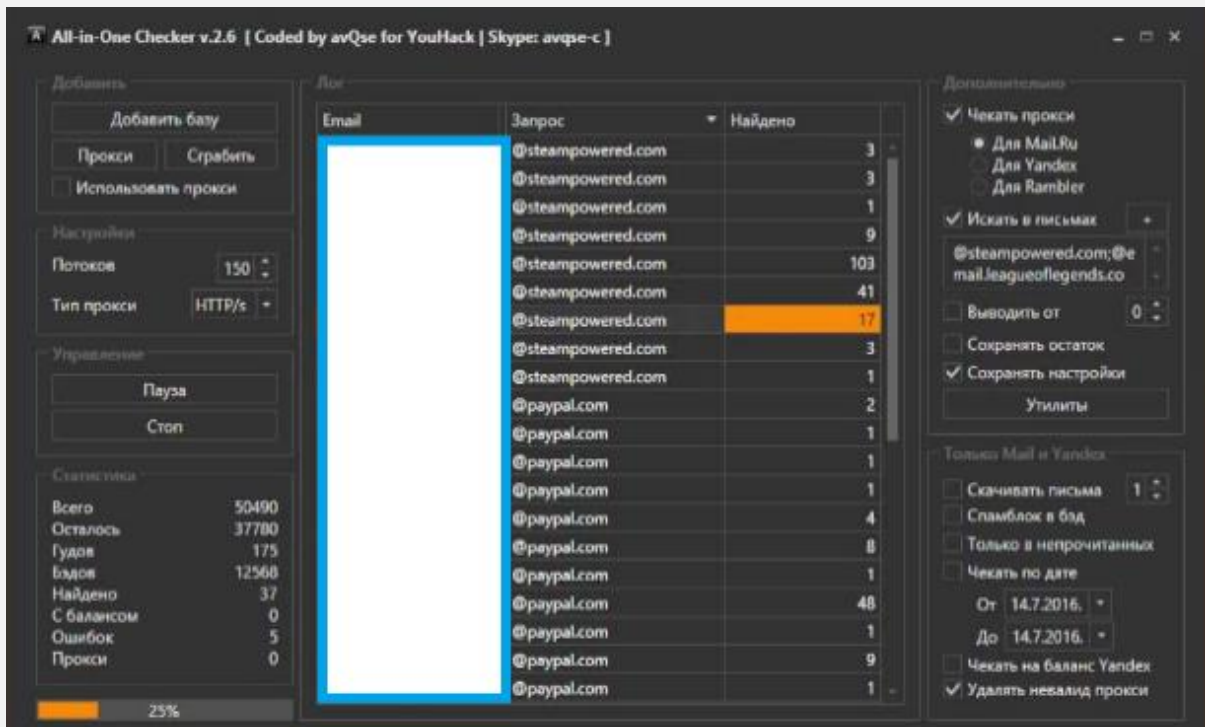 All-in-One Checker v.2.6 [ Coded by avQse for YouHack | Skype: avqse-c ]
Добавить
Добавить базу
Прокси Сграбить
Использовать прокси
Настройки
Потоков 150
Тип прокси HTTP/s
Управление
Пауза
Стоп
Статистика
Всего 50490
Осталось 37780
Гудов 175
Бэдов 12568
Найдено 37
С балансом 0
Ошибок 5
Прокси 0
25%
Лог
Email Запрос Найдено
@steampowered.com 3
@steampowered.com 3
@steampowered.com 1
@steampowered.com 9
@steampowered.com 103
@steampowered.com 41
@steampowered.com 17
@steampowered.com 3
@steampowered.com 1
@paypal.com 2
@paypal.com 1
@paypal.com 1
@paypal.com 1
@paypal.com 4
@paypal.com 8
@paypal.com 1
@paypal.com 48
@paypal.com 1
@paypal.com 9
@paypal.com 1
Дополнительно
Чекать прокси
Для Mail.Ru
Для Yandex
Для Rambler
Искать в письмах +
@steampowered.com;@e
mail.leagueoflegends.co
Выводить от 0
Сохранять остаток
Сохранять настройки
Утилиты
Только Mail и Yandex
Скачивать письма 1
Спамблок в бэд
Только в непрочитанных
Чекать по дате
От 14.7.2016.
До 14.7.2016.
Чекать на баланс Yandex
Удалять невалид прокси